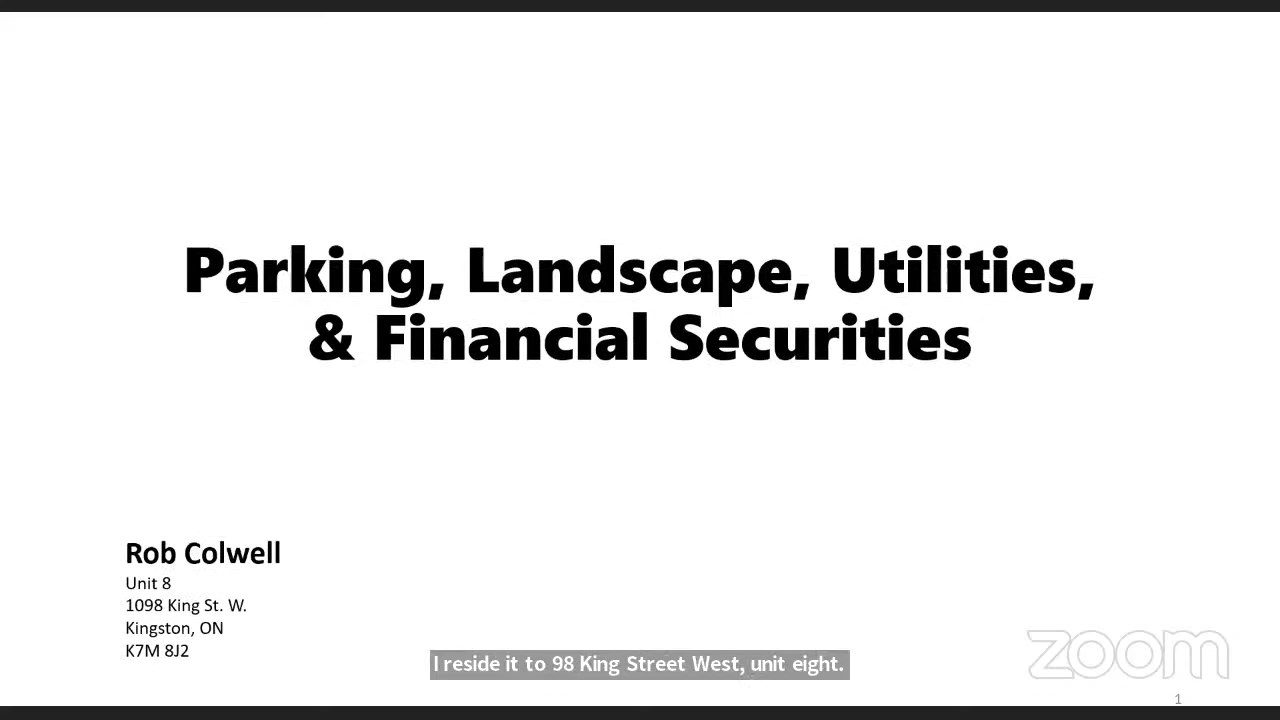 Parking, Landscape, Utilities,
& Financial Securities
Rob Colwell
Unit 8
1098 King St. W.
Kingston, ON
K7M 8J2
I reside it to 98 King Street West, unit eight.
zoom
1